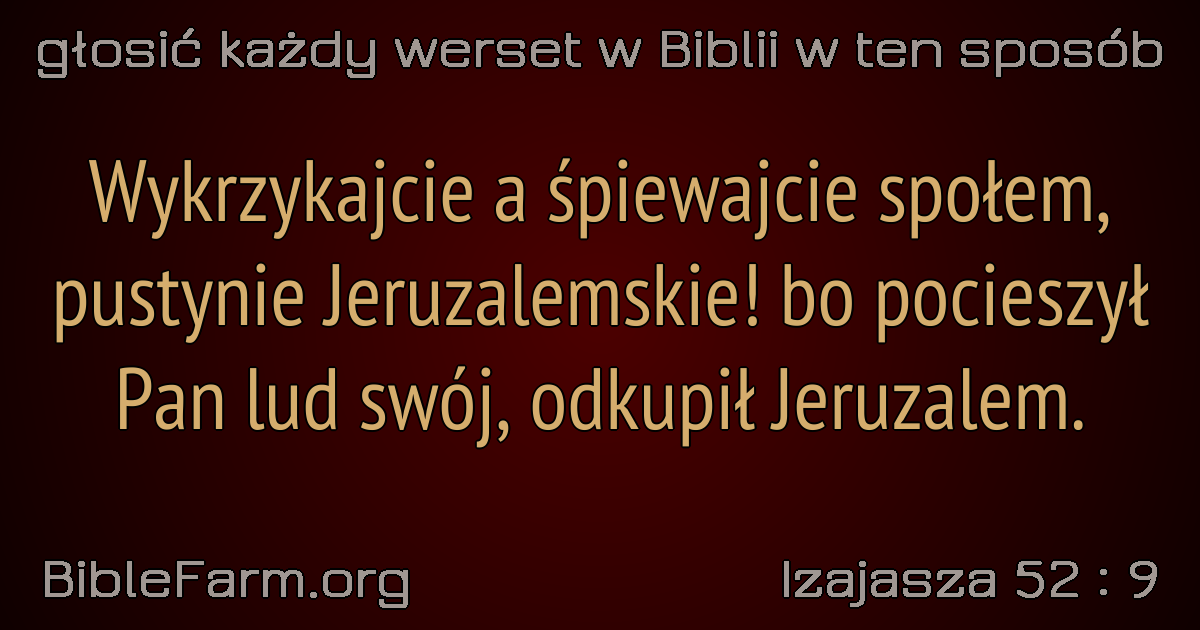 głosić każdy werset w Biblii w ten sposób
Wykrzykajcie a śpiewajcie społem,
pustynie Jeruzalemskie! bo pocieszył
Pan lud swój, odkupił Jeruzalem.
BibleFarm.org
Izajasza 52 : 9